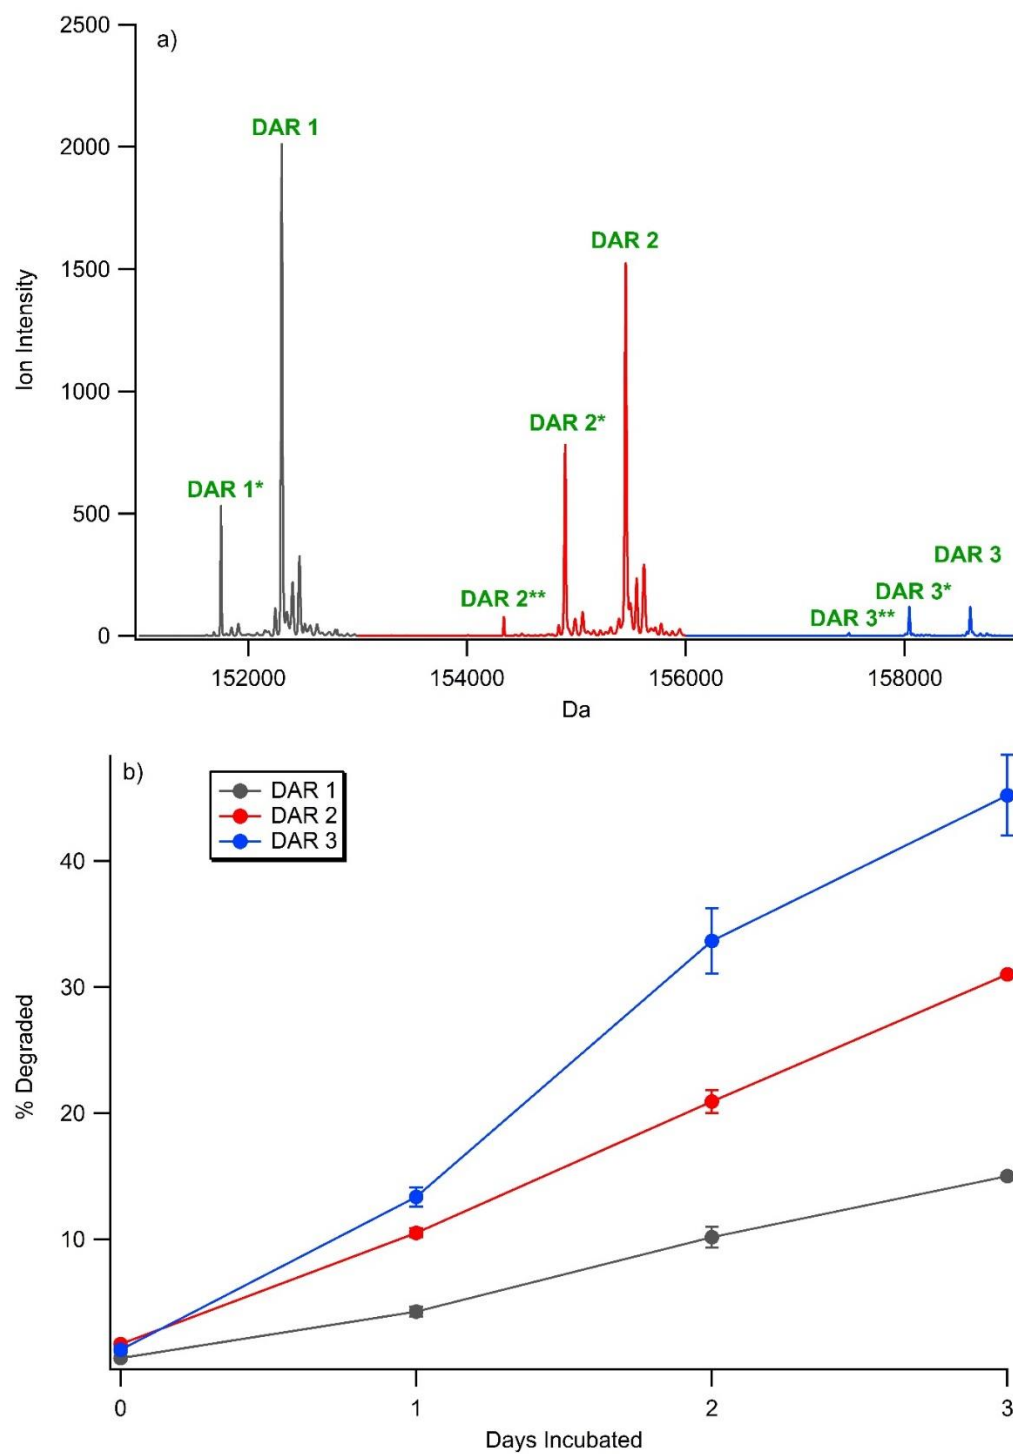 2500
a)
DAR 1
2000
DAR 2
1500
Ion Intensity
1000
DAR 2*
DAR 1*
500
DAR 3
DAR 3*
DAR 2**
DAR 3**
0
152000 154000 156000 158000
Da
b)
DAR 1
DAR 2
DAR 3
40
30
% Degraded
20
10
0 1 2 3
Days Incubated